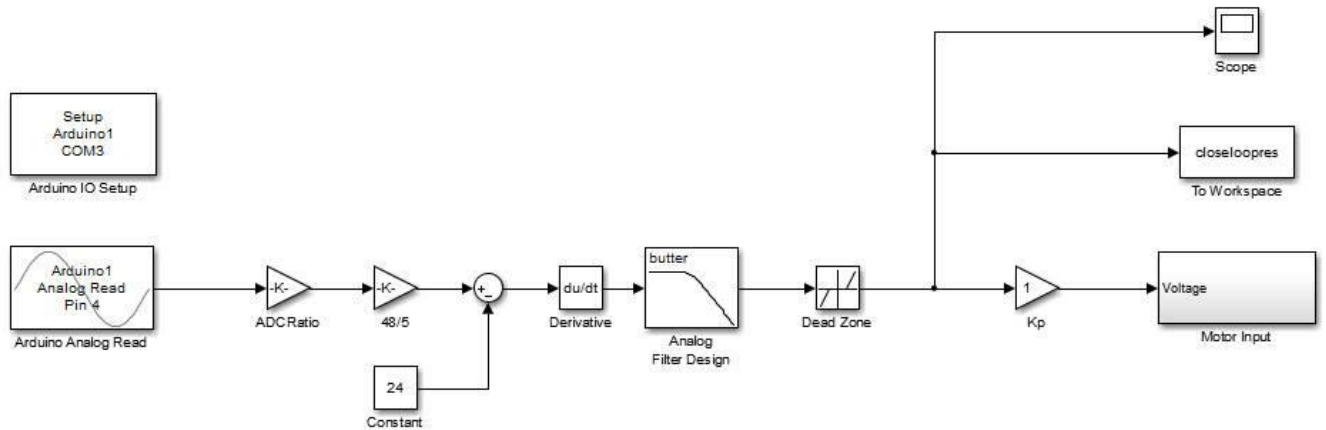 Scope
closeloopres
To Workspace
Setup
Arduino1
COM3
Arduino IO Setup
Arduino1
Analog Read
Pin 4
Arduino Analog Read
-K-
ADCRatio
-K-
48/5
+
-
24
Constant
du/dt
Derivative
butter
Analog
Filter Design
Dead Zone
1
Kp
Voltage
Motor Input